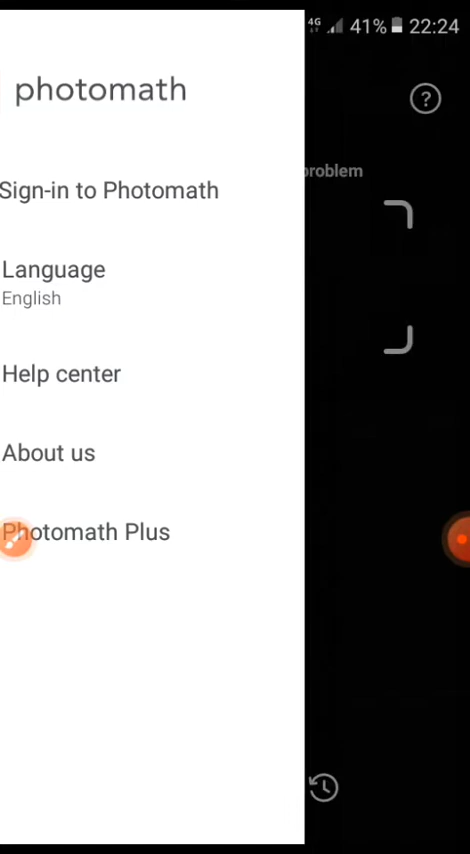 4G 41% 22:24
photomath
?
problem
Sign-in to Photomath
Language
English
Help center
About us
Photomath Plus